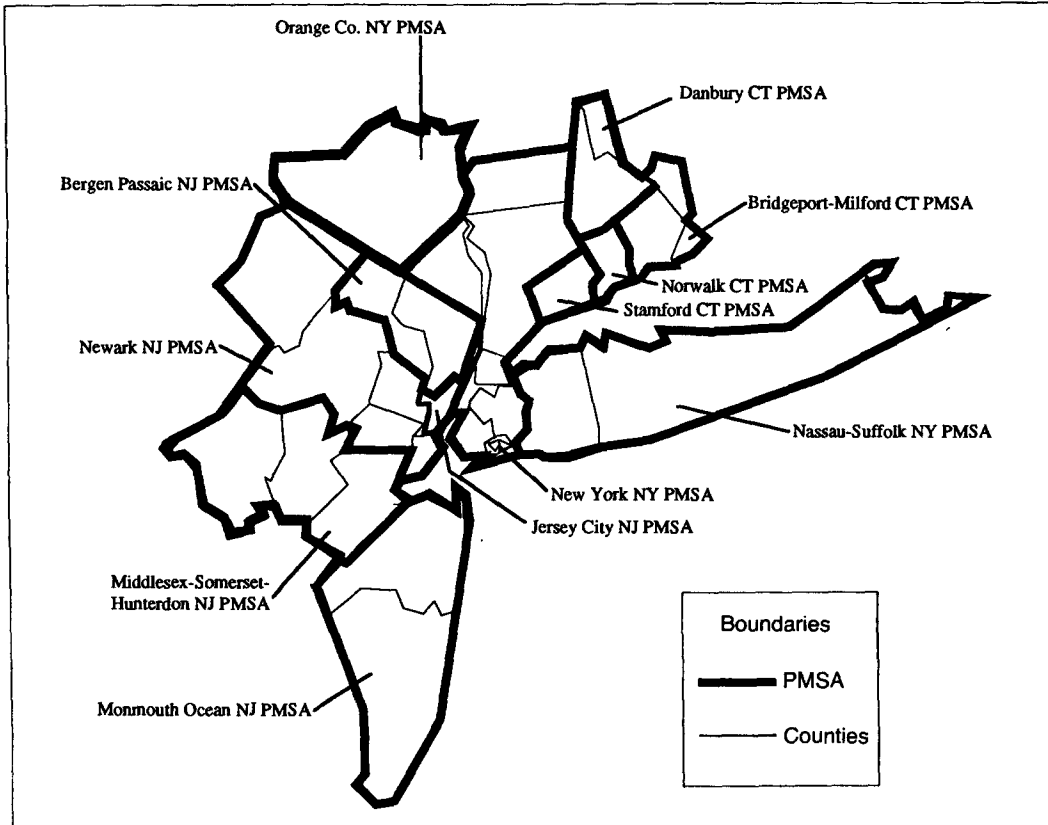 Orange Co. NY PMSA
Danbury CT PMSA
Bergen Passaic NJ PMSA
Bridgeport-Milford CT PMSA
Norwalk CT PMSA
Stamford CT PMSA
Newark NJ PMSA
Nassau-Suffolk NY PMSA
New York NY PMSA
Jersey City NJ PMSA
Middlesex-Somerset-
Hunterdon NJ PMSA
Monmouth Ocean NJ PMSA
Boundaries
PMSA
Counties